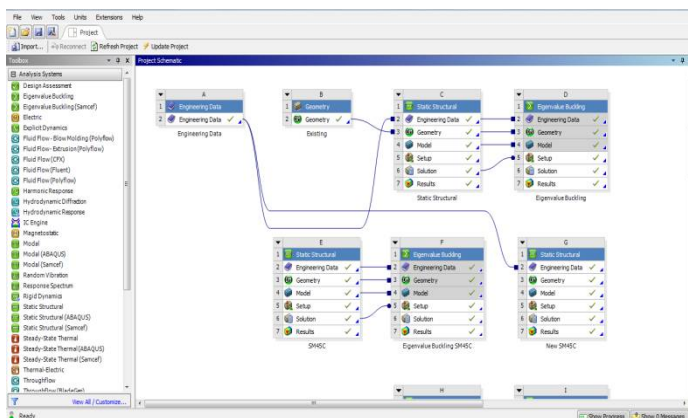 File View Tools Units Extensions Help
Project
Import... Reconnect Refresh Project Update Project
Toolbox
Project Schematic
Analysis Systems
Design Assessment
Eigenvalue Buckling
Eigenvalue Buckling (Samcef)
Electric
Explicit Dynamics
Fluid Flow- Blow Molding (Polyflow)
Fluid Flow- Extrusion (Polyflow)
Fluid Flow (CFX)
Fluid Flow (Fluent)
Fluid Flow (Polyflow)
Harmonic Response
Hydrodynamic Diffraction
Hydrodynamic Response
IC Engine
Magnetostatic
Modal
Modal (ABAQUS)
Modal (Samcef)
Random Vibration
Response Spectrum
Rigid Dynamics
Static Structural
Static Structural (ABAQUS)
Static Structural (Samcef)
Steady-State Thermal
Steady-State Thermal (ABAQUS)
Steady-State Thermal (Samcef)
Thermal-Electric
Throughflow
Throughflow (BladeGen)
View All / Customize...
A
1 Engineering Data
2 Engineering Data
Engineering Data
B
1 Geometry
2 Geometry
Existing
C
1 Static Structural
2 Engineering Data
3 Geometry
4 Model
5 Setup
6 Solution
7 Results
Static Structural
D
1 Eigenvalue Buckling
2 Engineering Data
3 Geometry
4 Model
5 Setup
6 Solution
7 Results
Eigenvalue Buckling
E
1 Static Structural
2 Engineering Data
3 Geometry
4 Model
5 Setup
6 Solution
7 Results
SM45C
F
1 Eigenvalue Buckling
2 Engineering Data
3 Geometry
4 Model
5 Setup
6 Solution
7 Results
Eigenvalue Buckling SM45C
G
1 Static Structural
2 Engineering Data
3 Geometry
4 Model
5 Setup
6 Solution
7 Results
New SM45C
H
I
Ready
Show Progress Show 0 Messages